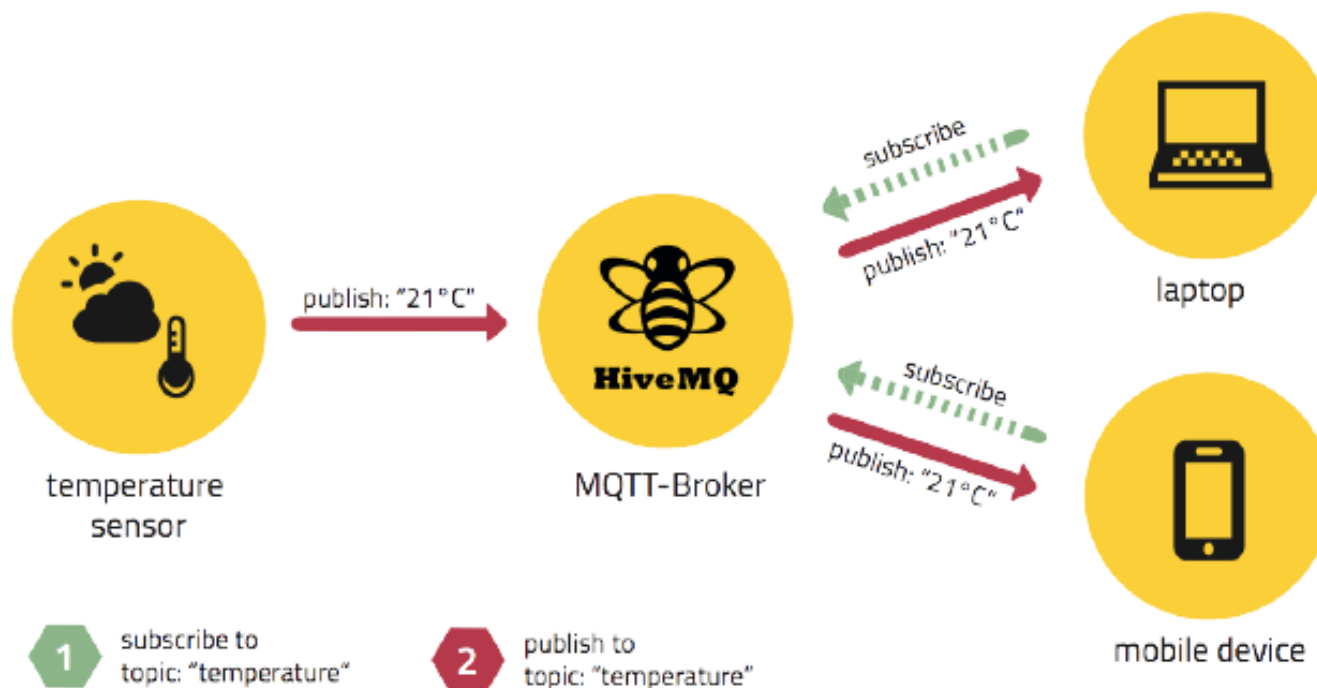 subscribe
publish: "21°C"
laptop
publish: "21°C"
HiveMQ
subscribe
publish: "21°C"
temperature
sensor
MQTT-Broker
mobile device
1
subscribe to
topic: "temperature"
2
publish to
topic: "temperature"